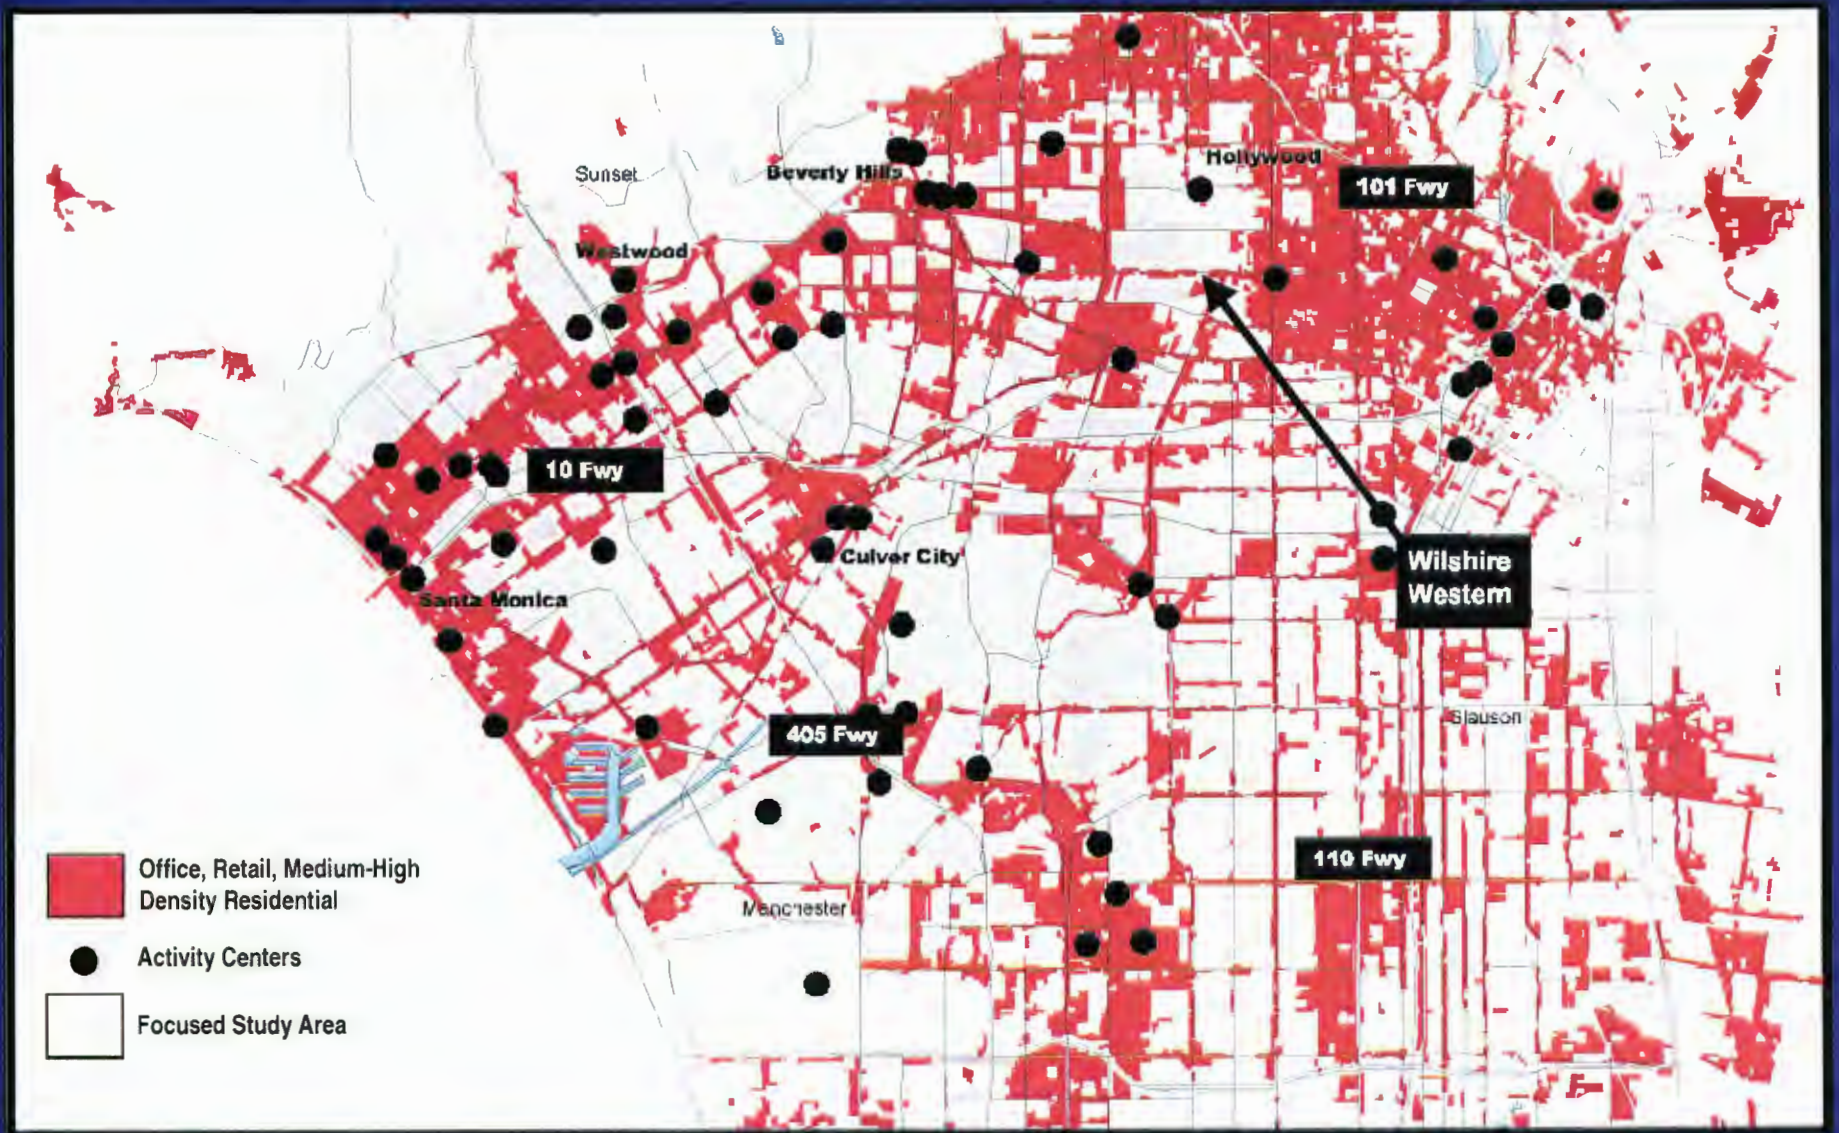 Hollywood
Sunset
Beverly Hills
101 Fwy
Westwood
10 Fwy
Culver City
Wilshire
Western
Santa Monica
Slauson
405 Fwy
110 Fwy
Office, Retail, Medium-High
Density Residential
Manchester
Activity Centers
Focused Study Area